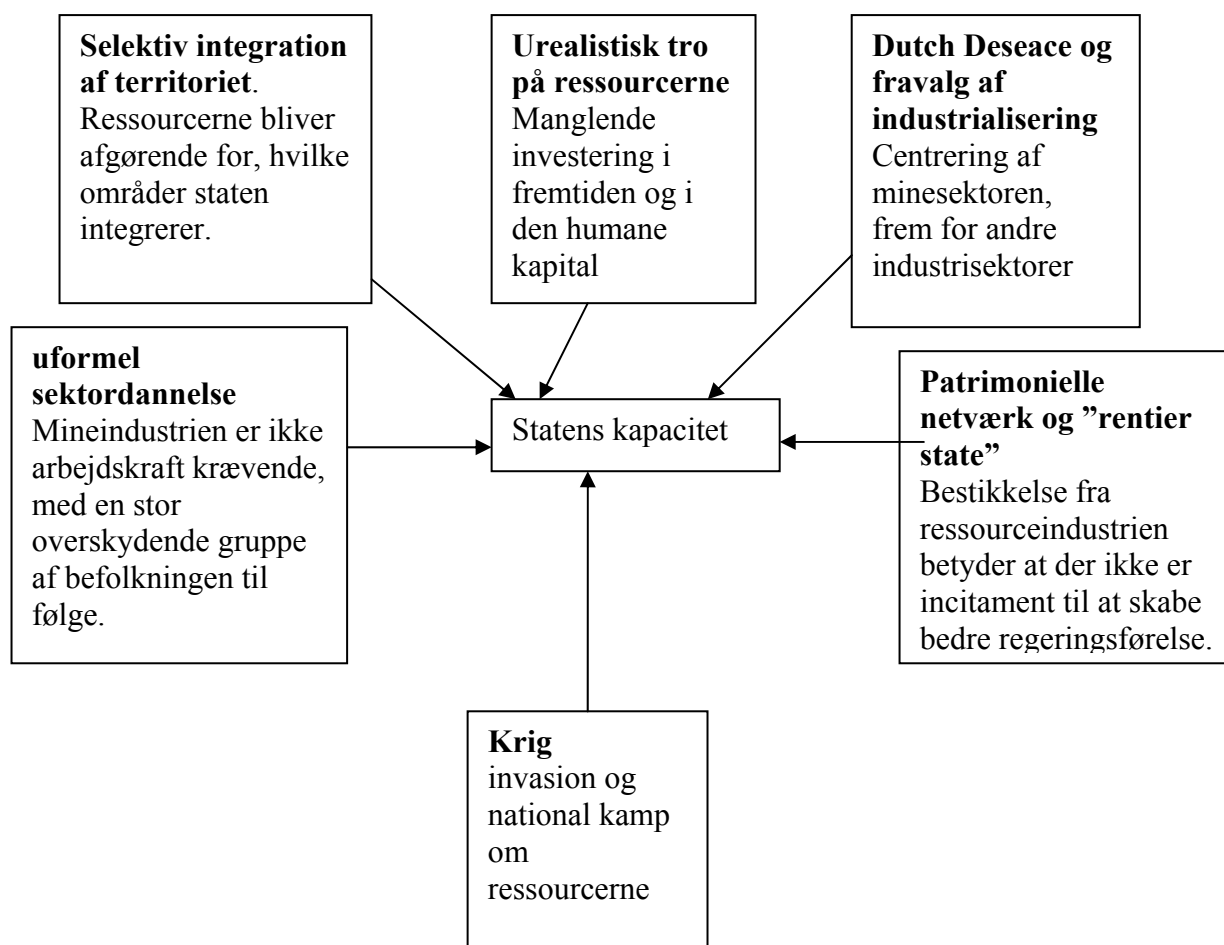 Selektiv integration
af territoriet.
Ressourcerne bliver
afgørende for, hvilke
områder staten
integrerer.
Urealistisk tro
på ressourcerne
Manglende
investering i
fremtiden og i
den humane
kapital
Dutch Deseace og
fravalg af
industrialisering
Centrering af
minesektoren,
frem for andre
industrisektorer
uformel
sektordannelse
Mineindustrien er ikke
arbejdskraft krævende,
med en stor
overskydende gruppe
af befolkningen til
følge.
Statens kapacitet
Patrimonielle
netværk og ”rentier
state”
Bestikkelse fra
ressourceindustrien
betyder at der ikke er
incitament til at skabe
bedre regeringsførelse.
Krig
invasion og
national kamp
om
ressourcerne